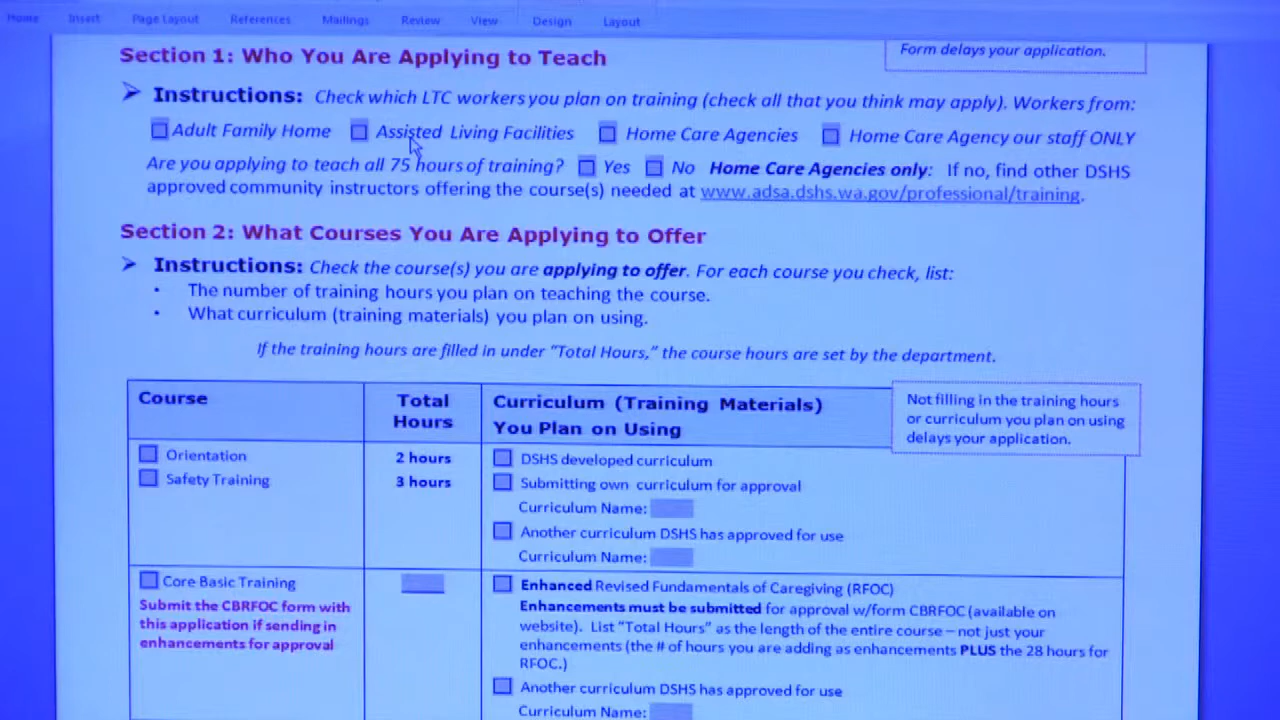 Home Insert Page Layout References Mailings Review View Design Layout
Form delays your application.
Section 1: Who You Are Applying to Teach
➢ Instructions: Check which LTC workers you plan on training (check all that you think may apply). Workers from:
Adult Family Home Assisted Living Facilities Home Care Agencies Home Care Agency our staff ONLY
Are you applying to teach all 75 hours of training? Yes No Home Care Agencies only: If no, find other DSHS
approved community instructors offering the course(s) needed at www.adsa.dshs.wa.gov/professional/training.
Section 2: What Courses You Are Applying to Offer
➢ Instructions: Check the course(s) you are applying to offer. For each course you check, list:
• The number of training hours you plan on teaching the course.
• What curriculum (training materials) you plan on using.
If the training hours are filled in under “Total Hours,” the course hours are set by the department.
Course
Total
Hours
Curriculum (Training Materials)
You Plan on Using
Not filling in the training hours
or curriculum you plan on using
delays your application.
Orientation
Safety Training
2 hours
3 hours
DSHS developed curriculum
Submitting own curriculum for approval
Curriculum Name:
Another curriculum DSHS has approved for use
Curriculum Name:
Core Basic Training
Submit the CBRFOC form with
this application if sending in
enhancements for approval
Enhanced Revised Fundamentals of Caregiving (RFOC)
Enhancements must be submitted for approval w/form CBRFOC (available on
website). List “Total Hours” as the length of the entire course – not just your
enhancements (the # of hours you are adding as enhancements PLUS the 28 hours for
RFOC.)
Another curriculum DSHS has approved for use
Curriculum Name: